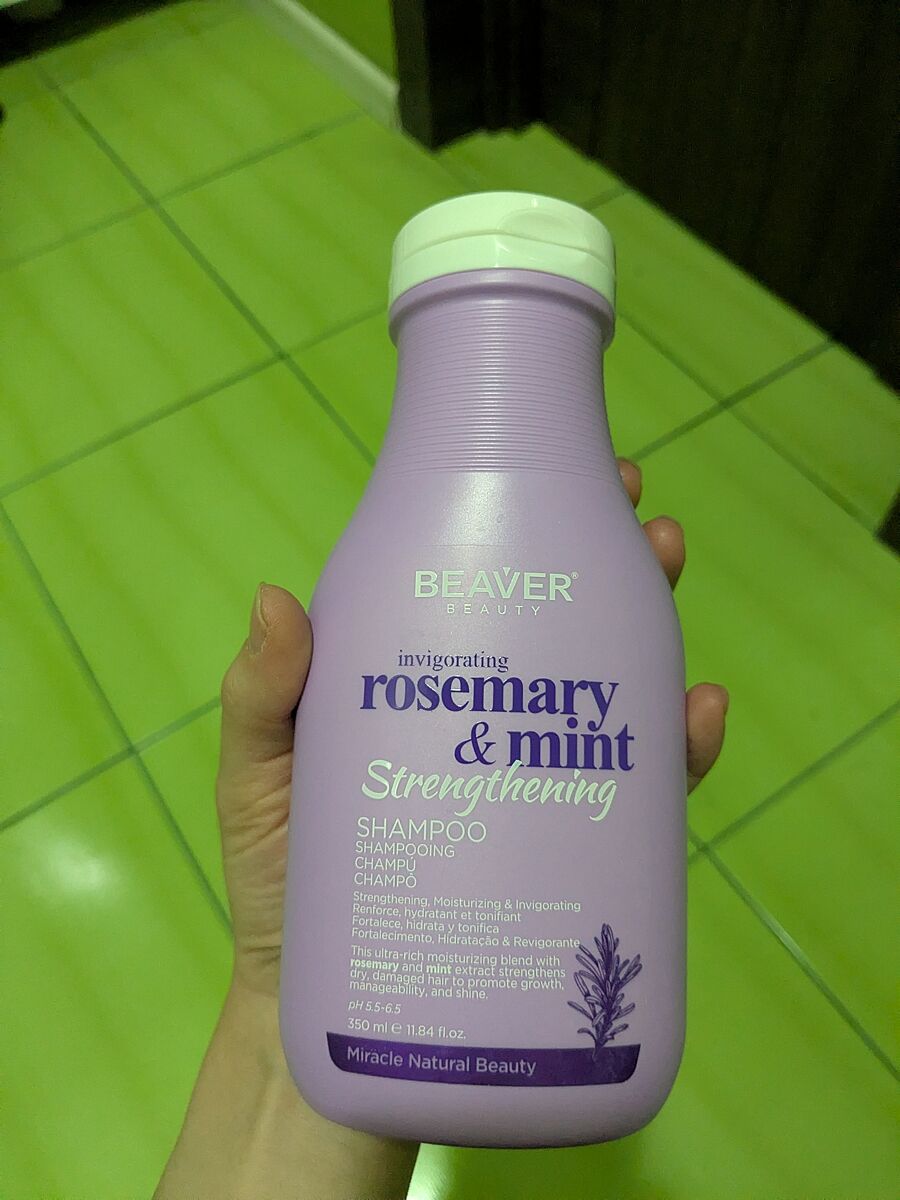 BEAVER®
BEAUTY
invigorating
rosemary
& mint
Strengthening
SHAMPOO
SHAMPOOING
CHAMPÚ
CHAMPÔ
Strengthening, Moisturizing & Invigorating
Renforce, hydratant et tonifiant
Fortalece, hidrata y tonifica
Fortalecimento, Hidratação & Revigorante
This ultra-rich moisturizing blend with
rosemary and mint extract strengthens
dry, damaged hair to promote growth,
manageability, and shine.
pH 5.5-6.5
350 ml ℮ 11.84 fl.oz.
Miracle Natural Beauty